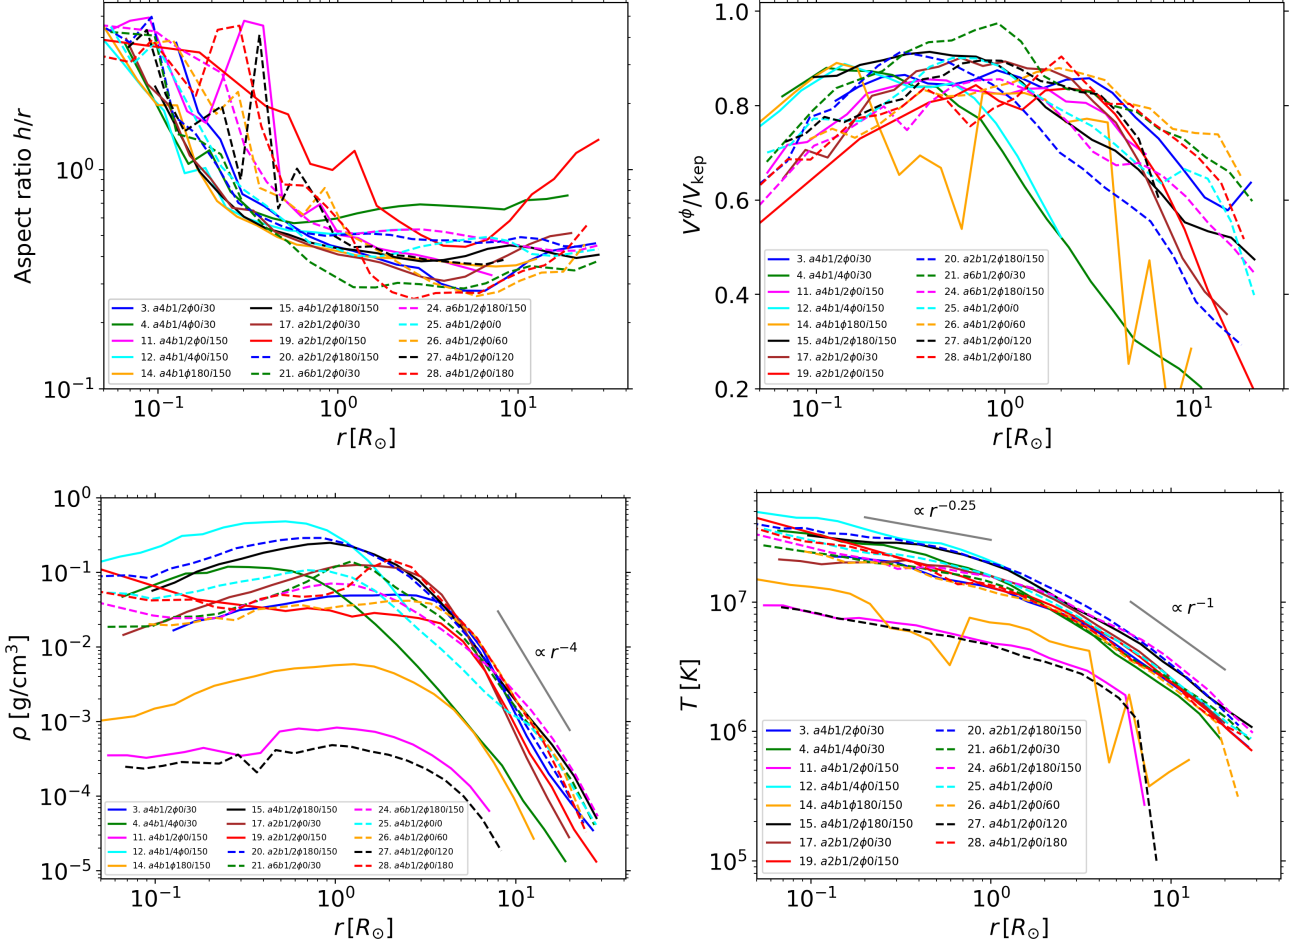 Aspect ratio h/r
10⁰
10⁻¹
10⁻¹ 10⁰ 10¹
r [R⊙]
3. a4b1/2ϕ0i30
4. a4b1/4ϕ0i30
11. a4b1/2ϕ0i150
12. a4b1/4ϕ0i150
14. a4b1ϕ180i150
15. a4b1/2ϕ180i150
17. a2b1/2ϕ0i30
19. a2b1/2ϕ0i150
20. a2b1/2ϕ180i150
21. a6b1/2ϕ0i30
24. a6b1/2ϕ180i150
25. a4b1/2ϕ0i0
26. a4b1/2ϕ0i60
27. a4b1/2ϕ0i120
28. a4b1/2ϕ0i180
V^ϕ/V_kep
1.0
0.8
0.6
0.4
0.2
10⁻¹ 10⁰ 10¹
r [R⊙]
3. a4b1/2ϕ0i30
4. a4b1/4ϕ0i30
11. a4b1/2ϕ0i150
12. a4b1/4ϕ0i150
14. a4b1ϕ180i150
15. a4b1/2ϕ180i150
17. a2b1/2ϕ0i30
19. a2b1/2ϕ0i150
20. a2b1/2ϕ180i150
21. a6b1/2ϕ0i30
24. a6b1/2ϕ180i150
25. a4b1/2ϕ0i0
26. a4b1/2ϕ0i60
27. a4b1/2ϕ0i120
28. a4b1/2ϕ0i180
ρ [g/cm³]
10⁰
10⁻¹
10⁻²
10⁻³
10⁻⁴
10⁻⁵
∝ r⁻⁴
10⁻¹ 10⁰ 10¹
r [R⊙]
3. a4b1/2ϕ0i30
4. a4b1/4ϕ0i30
11. a4b1/2ϕ0i150
12. a4b1/4ϕ0i150
14. a4b1ϕ180i150
15. a4b1/2ϕ180i150
17. a2b1/2ϕ0i30
19. a2b1/2ϕ0i150
20. a2b1/2ϕ180i150
21. a6b1/2ϕ0i30
24. a6b1/2ϕ180i150
25. a4b1/2ϕ0i0
26. a4b1/2ϕ0i60
27. a4b1/2ϕ0i120
28. a4b1/2ϕ0i180
T [K]
10⁷
10⁶
10⁵
∝ r⁻⁰·²⁵
∝ r⁻¹
10⁻¹ 10⁰ 10¹
r [R⊙]
3. a4b1/2ϕ0i30
4. a4b1/4ϕ0i30
11. a4b1/2ϕ0i150
12. a4b1/4ϕ0i150
14. a4b1ϕ180i150
15. a4b1/2ϕ180i150
17. a2b1/2ϕ0i30
19. a2b1/2ϕ0i150
20. a2b1/2ϕ180i150
21. a6b1/2ϕ0i30
24. a6b1/2ϕ180i150
25. a4b1/2ϕ0i0
26. a4b1/2ϕ0i60
27. a4b1/2ϕ0i120
28. a4b1/2ϕ0i180